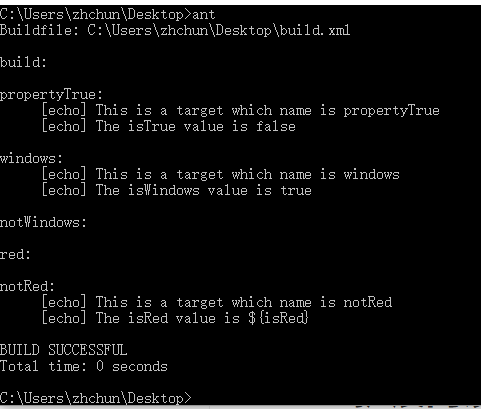 C:\Users\zhchun\Desktop>ant
Buildfile: C:\Users\zhchun\Desktop\build.xml
build:
propertyTrue:
[echo] This is a target which name is propertyTrue
[echo] The isTrue value is false
windows:
[echo] This is a target which name is windows
[echo] The isWindows value is true
notWindows:
red:
notRed:
[echo] This is a target which name is notRed
[echo] The isRed value is ${isRed}
BUILD SUCCESSFUL
Total time: 0 seconds
C:\Users\zhchun\Desktop>